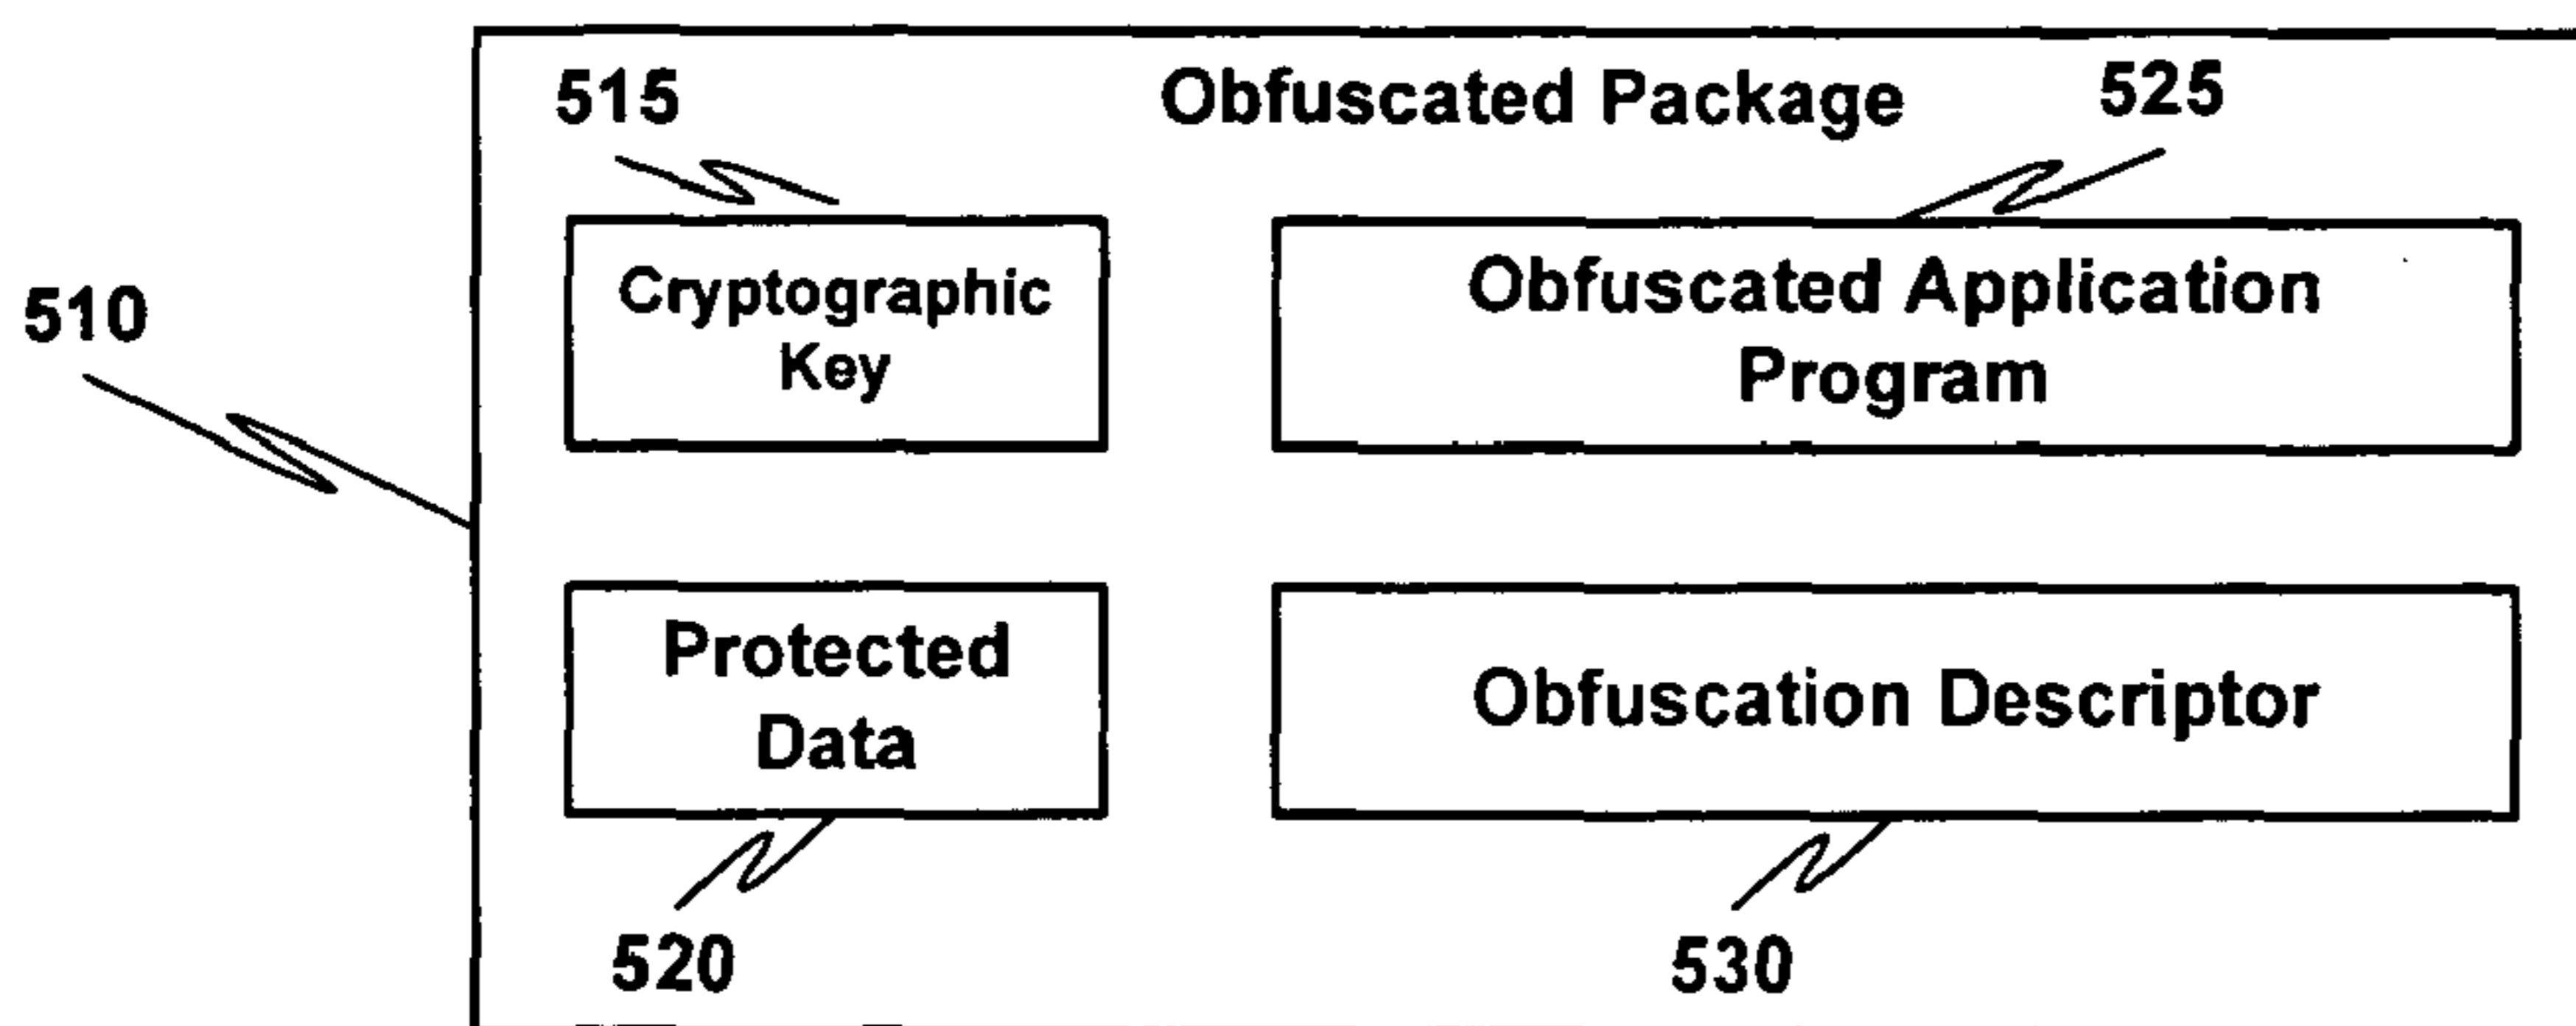 515
Obfuscated Package
525
510
Cryptographic
Key
Obfuscated Application
Program
Protected
Data
Obfuscation Descriptor
520
530